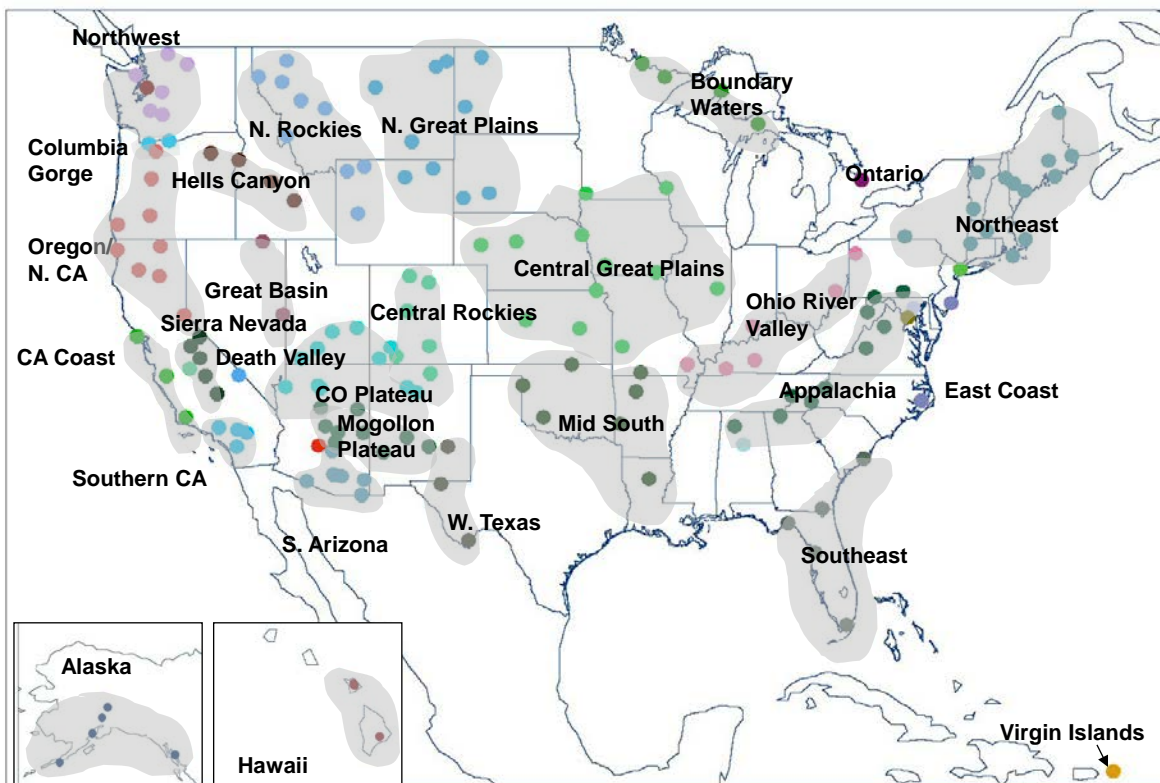 Northwest
Boundary
Waters
N. Rockies
N. Great Plains
Columbia
Gorge
Hells Canyon
Ontario
Northeast
Oregon/
N. CA
Central Great Plains
Great Basin
Ohio River
Valley
Central Rockies
Sierra Nevada
CA Coast
Death Valley
CO Plateau
Appalachia
East Coast
Mogollon
Plateau
Mid South
Southern CA
W. Texas
S. Arizona
Southeast
Alaska
Hawaii
Virgin Islands